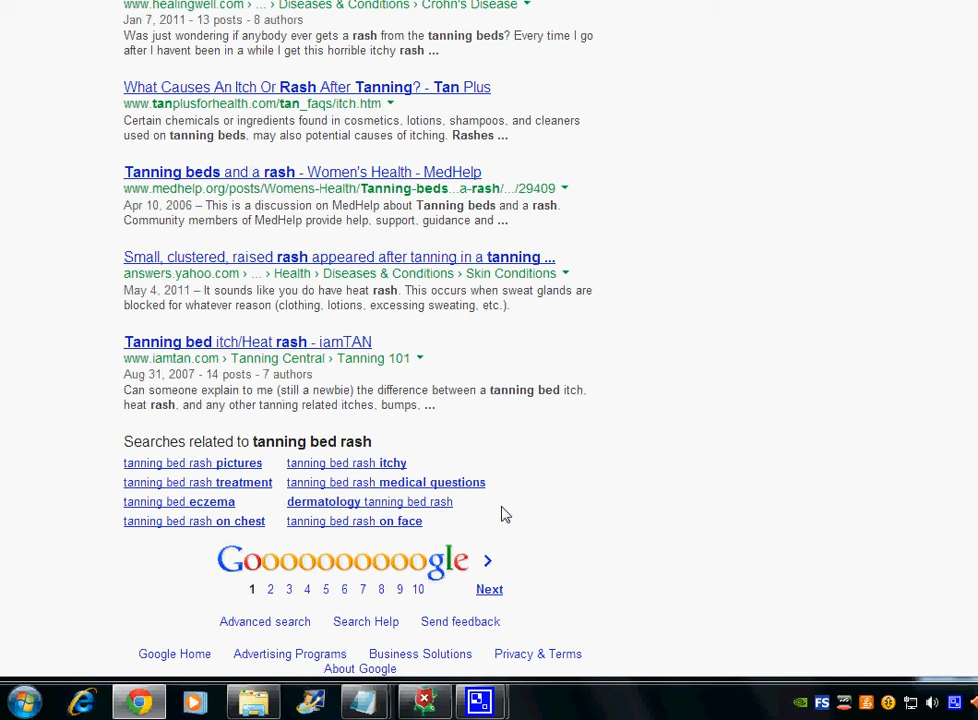 www.healingwell.com › ... › Diseases & Conditions › Crohn's Disease
Jan 7, 2011 - 13 posts - 8 authors
Was just wondering if anybody ever gets a rash from the tanning beds? Every time I go
after I havent been in a while I get this horrible itchy rash ...
What Causes An Itch Or Rash After Tanning? - Tan Plus
www.tanplusforhealth.com/tan_faqs/itch.htm
Certain chemicals or ingredients found in cosmetics, lotions, shampoos, and cleaners
used on tanning beds, may also potential causes of itching. Rashes ...
Tanning beds and a rash - Women's Health - MedHelp
www.medhelp.org/posts/Womens-Health/Tanning-beds...a-rash/.../29409
Apr 10, 2006 – This is a discussion on MedHelp about Tanning beds and a rash.
Community members of MedHelp provide help, support, guidance and ...
Small, clustered, raised rash appeared after tanning in a tanning ...
answers.yahoo.com › ... › Health › Diseases & Conditions › Skin Conditions
May 4, 2011 – It sounds like you do have heat rash. This occurs when sweat glands are
blocked for whatever reason (clothing, lotions, excessing sweating, etc.).
Tanning bed itch/Heat rash - iamTAN
www.iamtan.com › Tanning Central › Tanning 101
Aug 31, 2007 - 14 posts - 7 authors
Can someone explain to me (still a newbie) the difference between a tanning bed itch,
heat rash, and any other tanning related itches, bumps, ...
Searches related to tanning bed rash
tanning bed rash pictures tanning bed rash itchy
tanning bed rash treatment tanning bed rash medical questions
tanning bed eczema dermatology tanning bed rash
tanning bed rash on chest tanning bed rash on face
Goooooooooogle >
1 2 3 4 5 6 7 8 9 10 Next
Advanced search Search Help Send feedback
Google Home Advertising Programs Business Solutions Privacy & Terms
About Google
FS